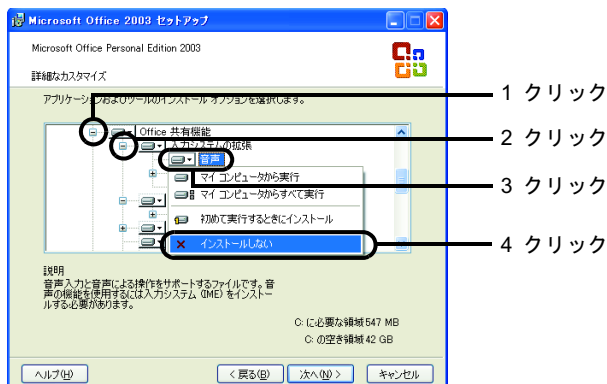 Microsoft Office 2003 セットアップ
Microsoft Office Personal Edition 2003
詳細なカスタマイズ
アプリケーションおよびツールのインストール オプションを選択します。
Office 共有機能
入力システムの拡張
音声
マイ コンピュータから実行
マイ コンピュータからすべて実行
初めて実行するときにインストール
インストールしない
1 クリック
2 クリック
3 クリック
4 クリック
説明
音声入力と音声による操作をサポートするファイルです。音
声の機能を使用するには入力システム (IME) をインストー
ルする必要があります。
C: に必要な領域 547 MB
C: の空き領域 42 GB
ヘルプ(H)
< 戻る(B)
次へ(N) >
キャンセル